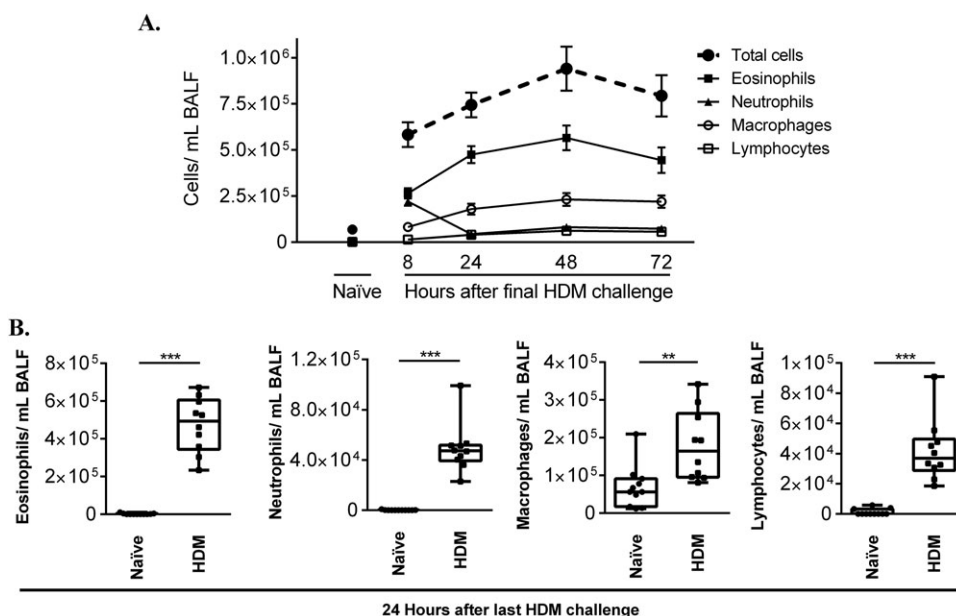 A.
Cells/ mL BALF
1.0× 10⁶
7.5× 10⁵
5.0× 10⁵
2.5× 10⁵
0
Total cells
Eosinophils
Neutrophils
Macrophages
Lymphocytes
8 24 48 72
Naïve Hours after final HDM challenge
B.
Eosinophils/ mL BALF
8× 10⁵
6× 10⁵
4× 10⁵
2× 10⁵
0
***
Naïve
HDM
Neutrophils/ mL BALF
1.2× 10⁵
8.0× 10⁴
4.0× 10⁴
0
***
Naïve
HDM
Macrophages/ mL BALF
4× 10⁵
3× 10⁵
2× 10⁵
1× 10⁵
0
**
Naïve
HDM
Lymphocytes/ mL BALF
1× 10⁵
8× 10⁴
6× 10⁴
4× 10⁴
2× 10⁴
0
***
Naïve
HDM
24 Hours after last HDM challenge